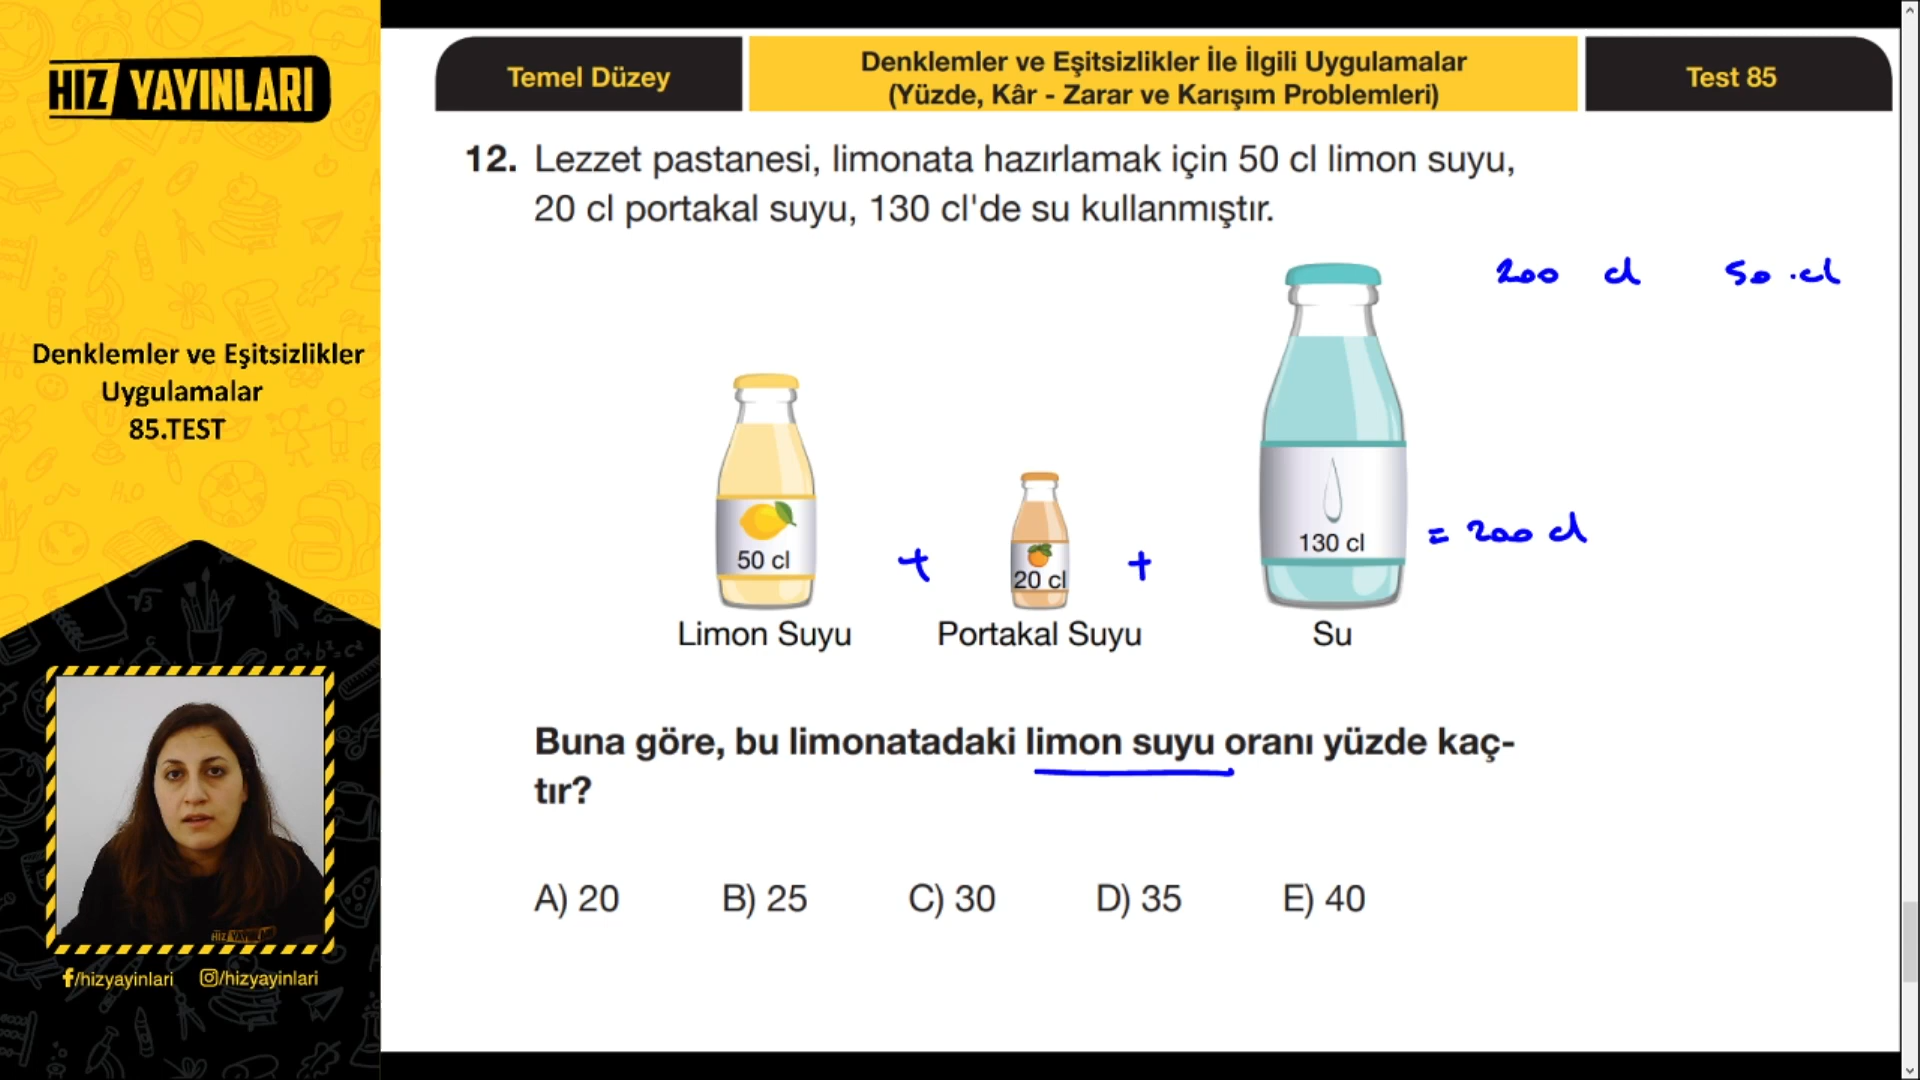 HIZ YAYINLARI
Denklemler ve Eşitsizlikler
Uygulamalar
85.TEST
HIZ YAYINLARI
/hizyayinlari /hizyayinlari
Temel Düzey
Denklemler ve Eşitsizlikler İle İlgili Uygulamalar
(Yüzde, Kâr - Zarar ve Karışım Problemleri)
Test 85
12. Lezzet pastanesi, limonata hazırlamak için 50 cl limon suyu,
20 cl portakal suyu, 130 cl'de su kullanmıştır.
200 cl 50 cl
50 cl + 20 cl + 130 cl = 200 cl
Limon Suyu Portakal Suyu Su
Buna göre, bu limonatadaki limon suyu oranı yüzde kaç-
tır?
A) 20 B) 25 C) 30 D) 35 E) 40